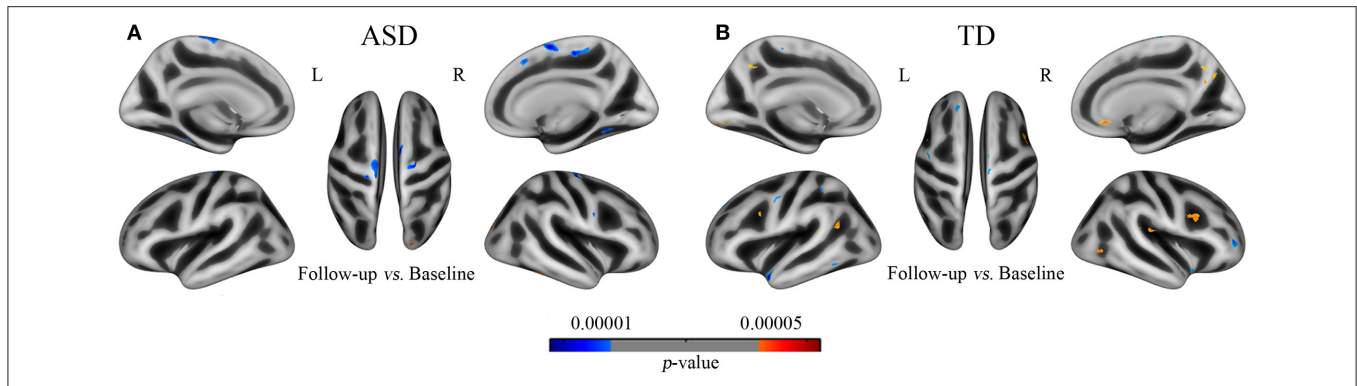 A
ASD
L
R
Follow-up vs. Baseline
B
TD
L
R
Follow-up vs. Baseline
0.00001
0.00005
p-value